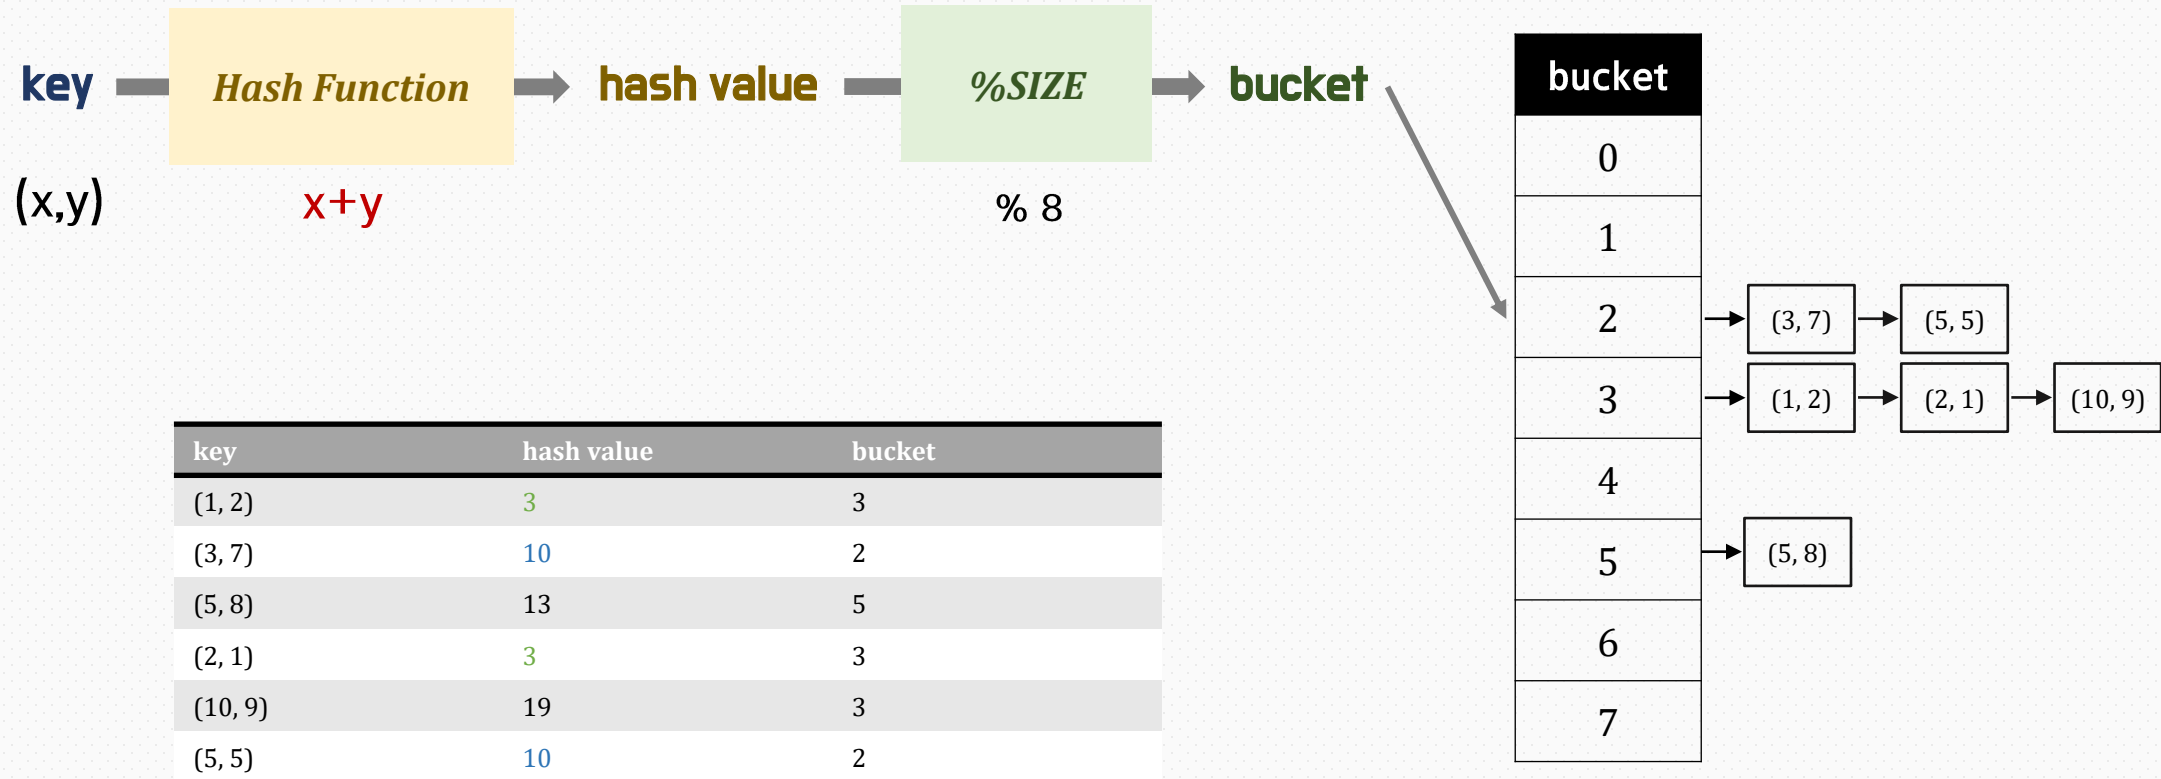 key Hash Function hash value %SIZE bucket
(x,y) x+y % 8
key hash value bucket
(1, 2) 3 3
(3, 7) 10 2
(5, 8) 13 5
(2, 1) 3 3
(10, 9) 19 3
(5, 5) 10 2
bucket
0
1
2 (3, 7) (5, 5)
3 (1, 2) (2, 1) (10, 9)
4
5 (5, 8)
6
7